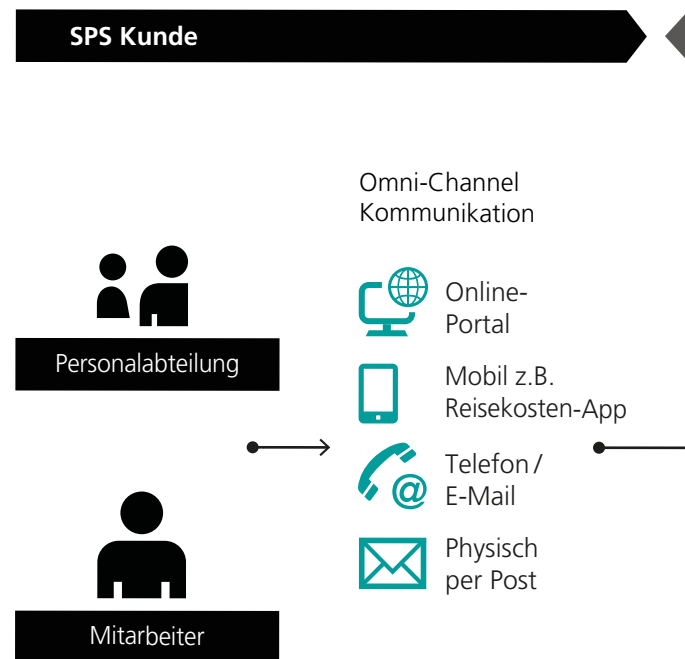 SPS Kunde
Omni-Channel
Kommunikation
Online-
Portal
Personalabteilung
Mobil z.B.
Reisekosten-App
Telefon /
E-Mail
Physisch
per Post
Mitarbeiter